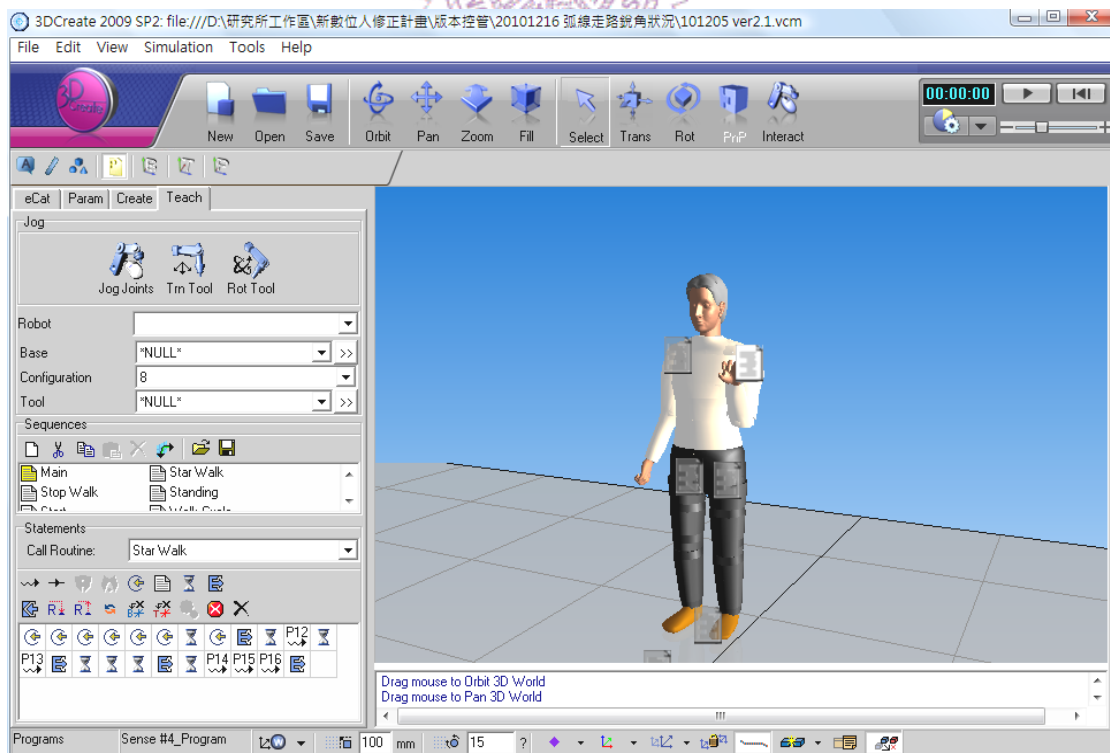 3DCreate 2009 SP2: file:///D:\研究所工作區\新數位人修正計畫\版本控管\20101216 弧線走路銳角狀況\101205 ver2.1.vcm
File Edit View Simulation Tools Help
3DCreate
New Open Save Orbit Pan Zoom Fill Select Trans Rot PnP Interact
00:00:00
eCat Param Create Teach
Jog
Jog Joints Trn Tool Rot Tool
Robot
Base *NULL* >>
Configuration 8
Tool *NULL* >>
Sequences
Main Star Walk
Stop Walk Standing
Start Walk Cycle
Statements
Call Routine: Star Walk
P12
P13 P14 P15 P16
Drag mouse to Orbit 3D World
Drag mouse to Pan 3D World
Programs Sense #4_Program 100 mm 15 ?